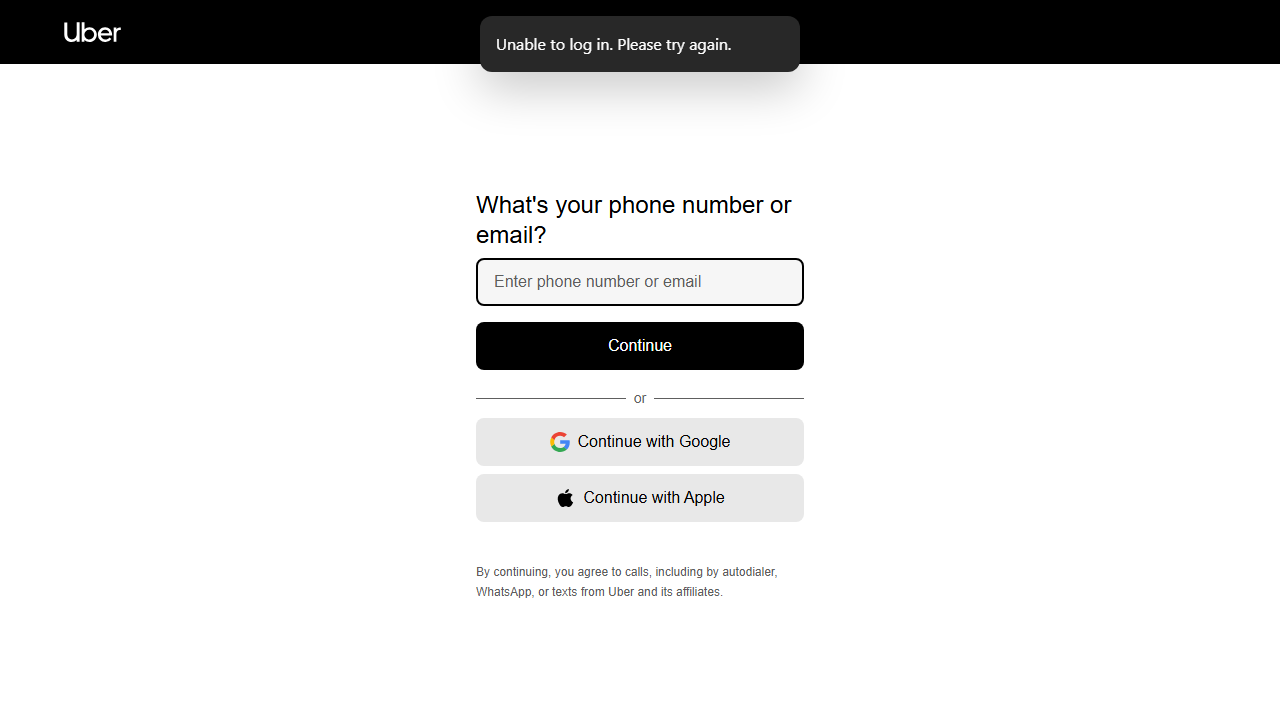 Uber
Unable to log in. Please try again.
What's your phone number or
email?
Enter phone number or email
Continue
or
Continue with Google
Continue with Apple
By continuing, you agree to calls, including by autodialer,
WhatsApp, or texts from Uber and its affiliates.